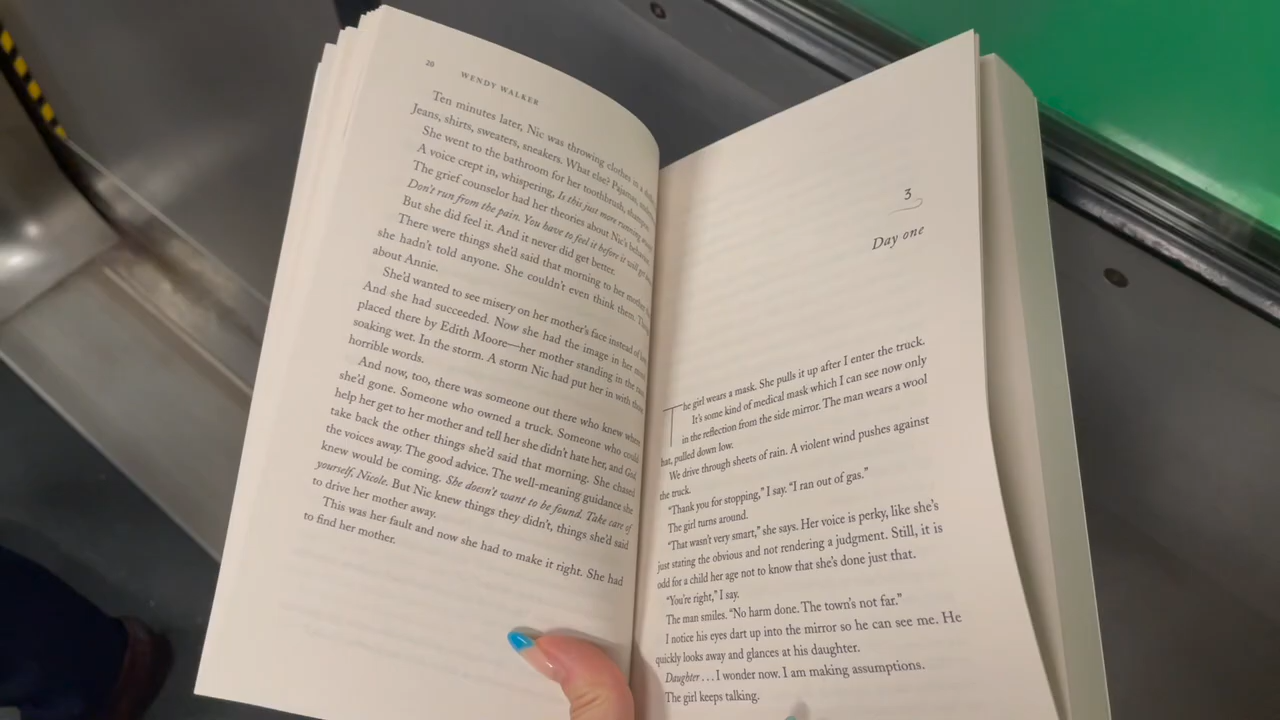 20
WENDY WALKER
Ten minutes later, Nic was throwing clothes in a
Jeans, shirts, sweaters, sneakers. What else? Pajamas,
She went to the bathroom for her toothbrush, shampoo
A voice crept in, whispering, Is this just more running
The grief counselor had her theories about Nic's behavior.
Don't run from the pain. You have to feel it before it will get
But she did feel it. And it never did get better.
There were things she'd said that morning to her mother
she hadn't told anyone. She couldn't even think them.
about Annie.
She'd wanted to see misery on her mother's face instead of
And she had succeeded. Now she had the image in her
placed there by Edith Moore—her mother standing in the
soaking wet. In the storm. A storm Nic had put her in with those
horrible words.
And now, too, there was someone out there who knew where
she'd gone. Someone who owned a truck. Someone who could
help her get to her mother and tell her she didn't hate her, and God,
take back the other things she'd said that morning. She chased
the voices away. The good advice. The well-meaning guidance she
knew would be coming. She doesn't want to be found. Take care of
yourself, Nicole. But Nic knew things they didn't, things she'd said
to drive her mother away.
This was her fault and now she had to make it right. She had
to find her mother.
3
Day one
The girl wears a mask. She pulls it up after I enter the truck.
It's some kind of medical mask which I can see now only
in the reflection from the side mirror. The man wears a wool
hat, pulled down low.
We drive through sheets of rain. A violent wind pushes against
the truck.
"Thank you for stopping," I say. "I ran out of gas."
The girl turns around.
"That wasn't very smart," she says. Her voice is perky, like she's
just stating the obvious and not rendering a judgment. Still, it is
odd for a child her age not to know that she's done just that.
"You're right," I say.
The man smiles. "No harm done. The town's not far."
I notice his eyes dart up into the mirror so he can see me. He
quickly looks away and glances at his daughter.
Daughter . . . I wonder now. I am making assumptions.
The girl keeps talking.